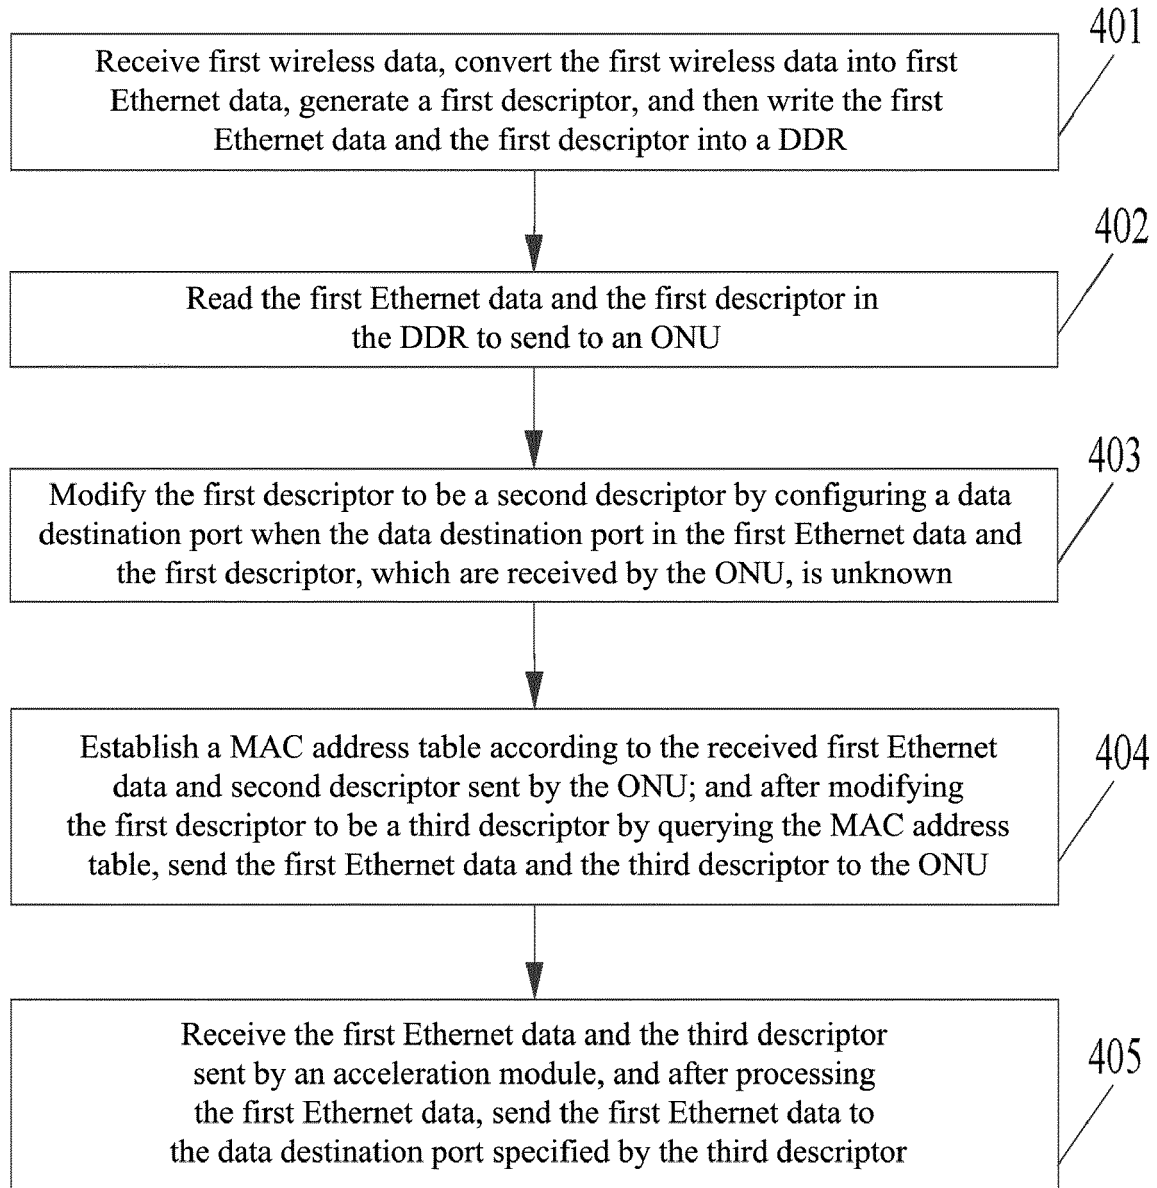 401
Receive first wireless data, convert the first wireless data into first
Ethernet data, generate a first descriptor, and then write the first
Ethernet data and the first descriptor into a DDR
402
Read the first Ethernet data and the first descriptor in
the DDR to send to an ONU
403
Modify the first descriptor to be a second descriptor by configuring a data
destination port when the data destination port in the first Ethernet data and
the first descriptor, which are received by the ONU, is unknown
404
Establish a MAC address table according to the received first Ethernet
data and second descriptor sent by the ONU; and after modifying
the first descriptor to be a third descriptor by querying the MAC address
table, send the first Ethernet data and the third descriptor to the ONU
405
Receive the first Ethernet data and the third descriptor
sent by an acceleration module, and after processing
the first Ethernet data, send the first Ethernet data to
the data destination port specified by the third descriptor